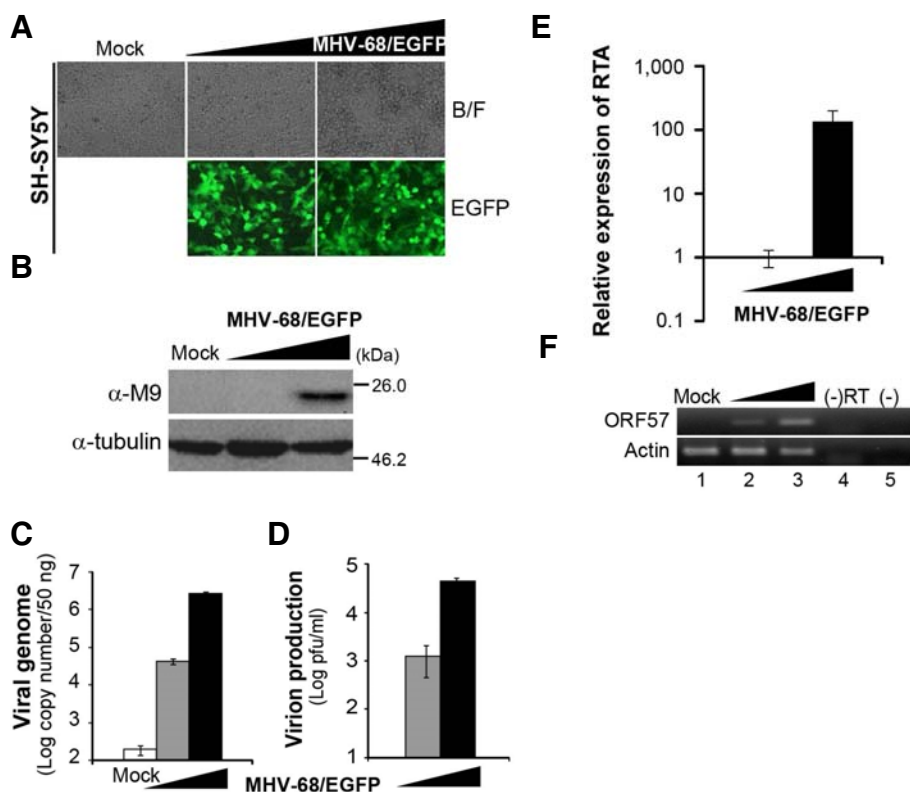 A
Mock
MHV-68/EGFP
SH-SY5Y
B/F
EGFP
B
MHV-68/EGFP
Mock
(kDa)
α-M9
26.0
α-tubulin
46.2
C
Viral genome
(Log copy number/50 ng)
7
6
5
4
3
2
Mock
MHV-68/EGFP
D
Virion production
(Log pfu/ml)
5
4
3
2
1
E
Relative expression of RTA
1,000
100
10
1
0.1
MHV-68/EGFP
F
Mock
(-)RT
(-)
ORF57
Actin
1 2 3 4 5